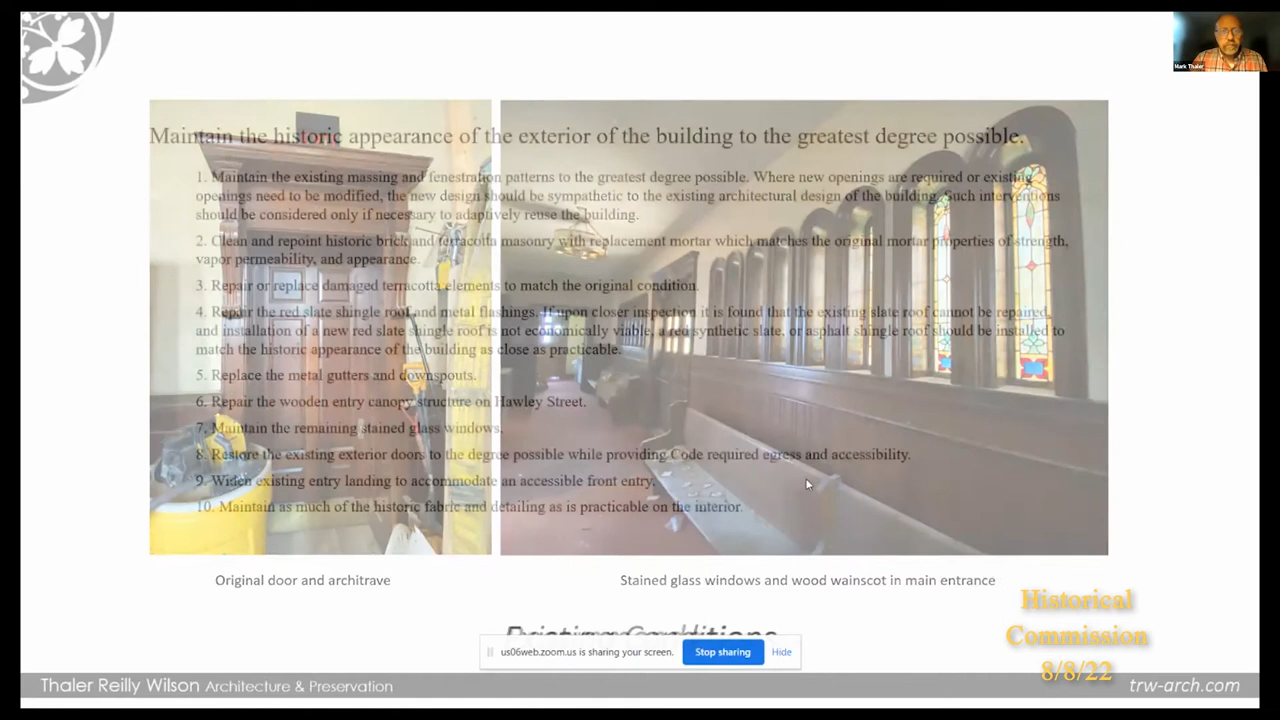 Mark Thaler
Maintain the historic appearance of the exterior of the building to the greatest degree possible.
1. Maintain the existing massing and fenestration patterns to the greatest degree possible. Where new openings are required or existing
openings need to be modified, the new design should be sympathetic to the existing architectural design of the building. Such interventions
should be considered only if necessary to adaptively reuse the building.
2. Clean and repoint historic brick and terracotta masonry with replacement mortar which matches the original mortar properties of strength,
vapor permeability, and appearance.
3. Repair or replace damaged terracotta elements to match the original condition.
4. Repair the red slate shingle roof and metal flashings. If upon closer inspection it is found that the existing slate roof cannot be repaired,
and installation of a new red slate shingle roof is not economically viable, a red synthetic slate, or asphalt shingle roof should be installed to
match the historic appearance of the building as close as practicable.
5. Replace the metal gutters and downspouts.
6. Repair the wooden entry canopy structure on Hawley Street.
7. Maintain the remaining stained glass windows.
8. Restore the existing exterior doors to the degree possible while providing Code required egress and accessibility.
9. Widen existing entry landing to accommodate an accessible front entry.
10. Maintain as much of the historic fabric and detailing as is practicable on the interior.
Original door and architrave
Stained glass windows and wood wainscot in main entrance
us06web.zoom.us is sharing your screen.
Stop sharing
Hide
Historical
Commission
8/8/22
Thaler Reilly Wilson Architecture & Preservation
trw-arch.com